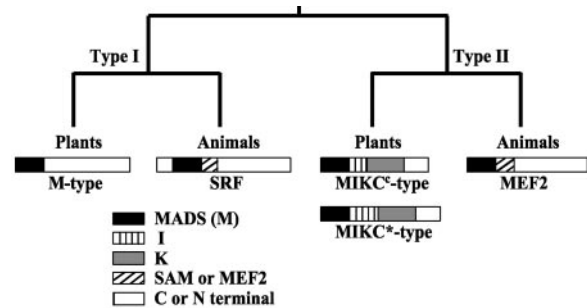 Type I
Type II
Plants
Animals
Plants
Animals
M-type
SRF
MIKCᶜ-type
MEF2
MIKC*-type
MADS (M)
I
K
SAM or MEF2
C or N terminal